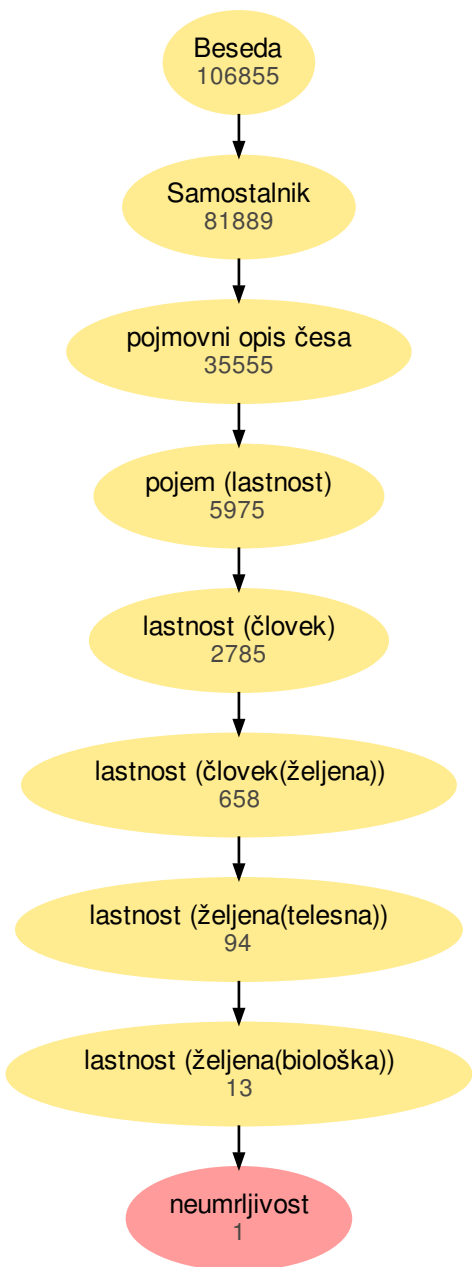 Beseda
106855
Samostalnik
81889
pojmovni opis česa
35555
pojem (lastnost)
5975
lastnost (človek)
2785
lastnost (človek(željena))
658
lastnost (željena(telesna))
94
lastnost (željena(biološka))
13
neumrljivost
1